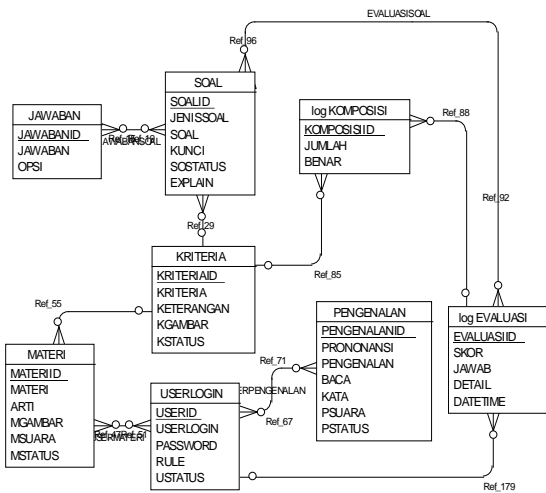 EVALUASISOAL
Ref_96
SOAL
SOALID
JENISSOAL
SOAL
KUNCI
SOSTATUS
EXPLAIN
JAWABAN
JAWABANID
JAWABAN
OPSI
log KOMPOSISI
KOMPOSISIID
JUMLAH
BENAR
Ref_88
Ref_92
Ref_29
KRITERIA
KRITERIAID
KRITERIA
KETERANGAN
KGAMBAR
KSTATUS
Ref_85
Ref_55
PENGENALAN
PENGENALANID
PRONONANSI
PENGENALAN
BACA
KATA
PSUARA
PSTATUS
log EVALUASI
EVALUASIID
SKOR
JAWAB
DETAIL
DATETIME
MATERI
MATERIID
MATERI
ARTI
MGAMBAR
MSUARA
MSTATUS
Ref_71
ERPENGENALAN
Ref_67
USERLOGIN
USERID
USERLOGIN
PASSWORD
RULE
USTATUS
Ref_51
Ref_179